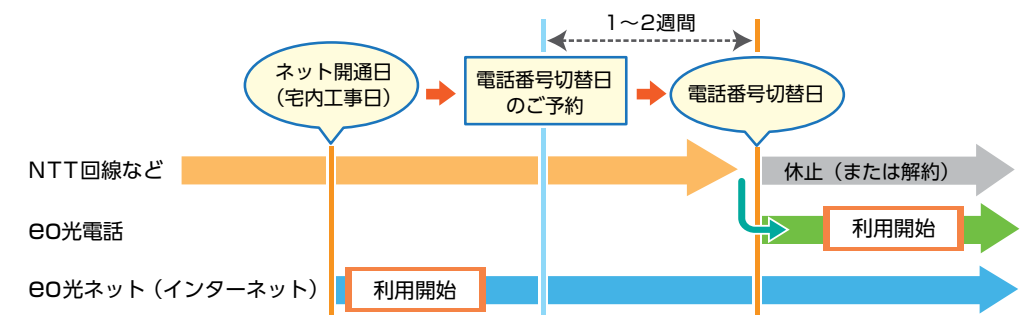 1〜2週間
ネット開通日
（宅内工事日）
電話番号切替日
のご予約
電話番号切替日
NTT回線など
休止（または解約）
eo光電話
利用開始
eo光ネット（インターネット）
利用開始